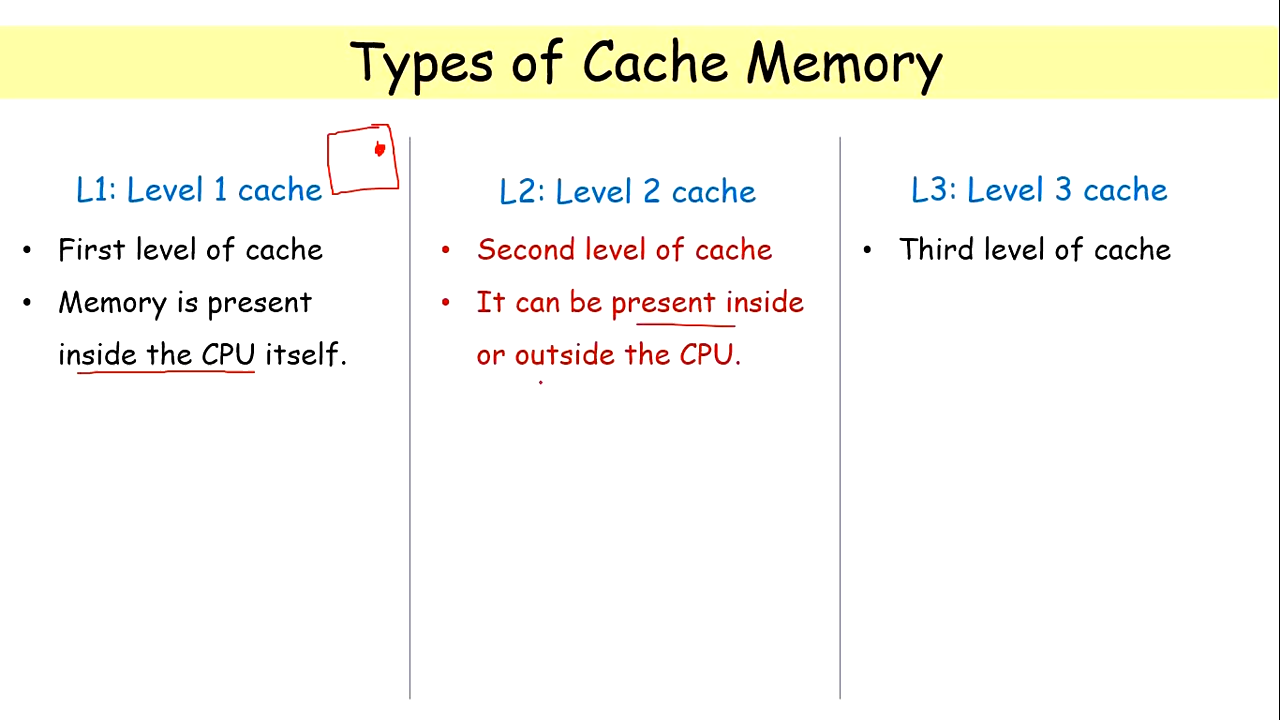 Types of Cache Memory
L1: Level 1 cache
• First level of cache
• Memory is present
inside the CPU itself.
L2: Level 2 cache
• Second level of cache
• It can be present inside
or outside the CPU.
L3: Level 3 cache
• Third level of cache